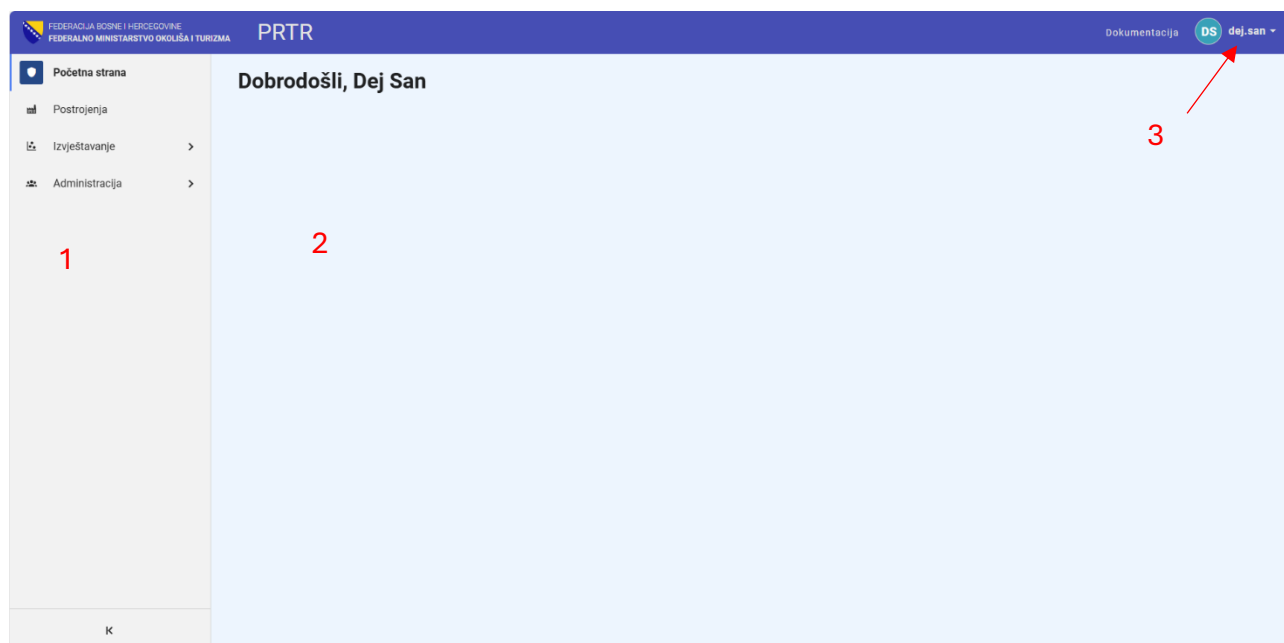 FEDERACIJA BOSNE I HERCEGOVINE
FEDERALNO MINISTARSTVO OKOLIŠA I TURIZMA
PRTR
Dokumentacija
DS
dej.san
Početna strana
Dobrodošli, Dej San
Postrojenja
3
Izvještavanje
Administracija
1
2